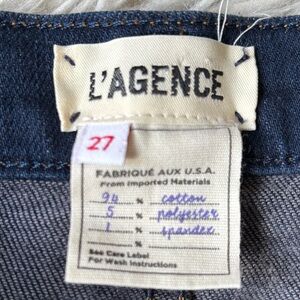 L'AGENCE
27
FABRIQUÉ AUX U.S.A.
From Imported Materials
94 % cotton
5 % polyester
1 % spandex
%
See Care Label
For Wash Instructions